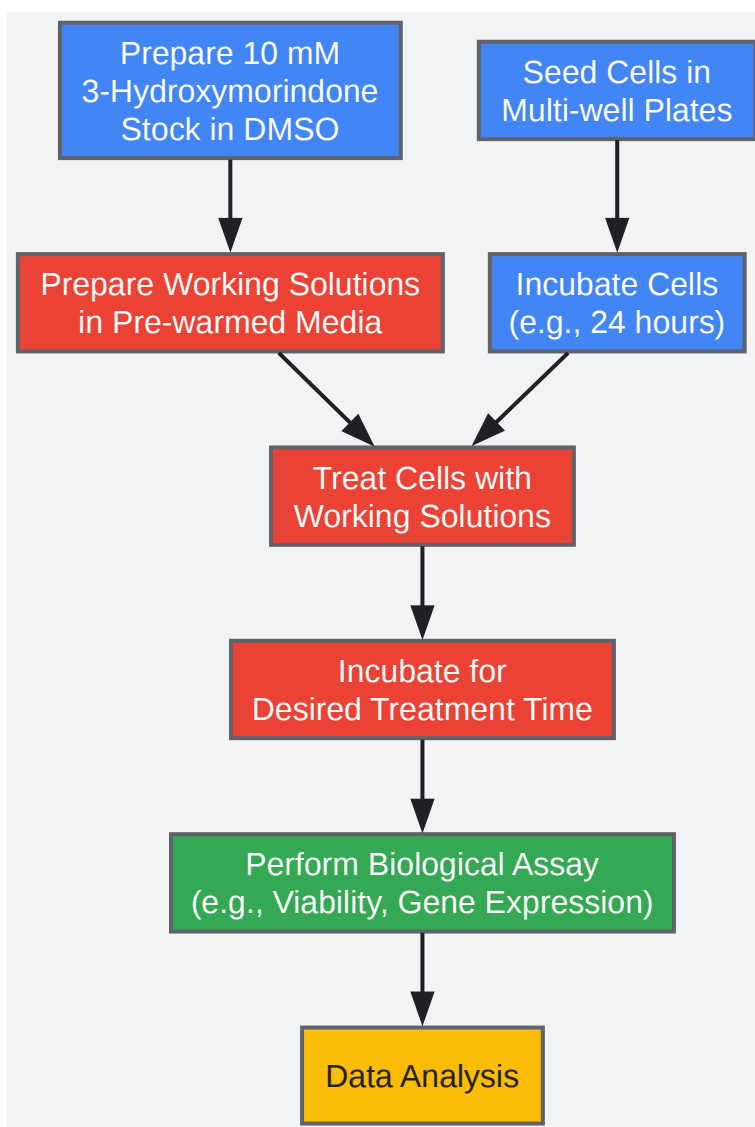 Prepare 10 mM
3-Hydroxymorindone
Stock in DMSO
Seed Cells in
Multi-well Plates
Prepare Working Solutions
in Pre-warmed Media
Incubate Cells
(e.g., 24 hours)
Treat Cells with
Working Solutions
Incubate for
Desired Treatment Time
Perform Biological Assay
(e.g., Viability, Gene Expression)
Data Analysis